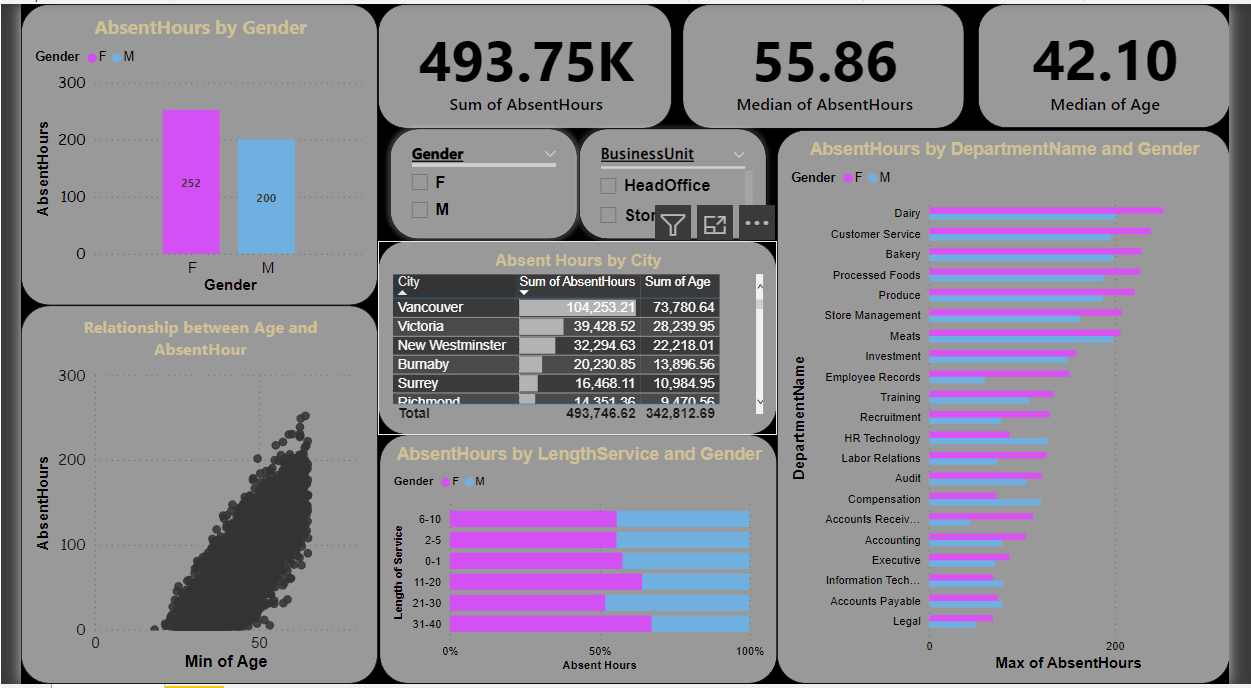 AbsentHours by Gender
Gender F M
300
200
100
0
AbsentHours
252
200
F M
Gender
493.75K
Sum of AbsentHours
55.86
Median of AbsentHours
42.10
Median of Age
Gender
F
M
BusinessUnit
HeadOffice
Stor
Absent Hours by City
City Sum of AbsentHours Sum of Age
Vancouver 104,253.21 73,780.64
Victoria 39,428.52 28,239.95
New Westminster 32,294.63 22,218.01
Burnaby 20,230.85 13,896.56
Surrey 16,468.11 10,984.95
Richmond 14,351.36 9,470.56
Total 493,746.62 342,812.69
Relationship between Age and
AbsentHour
300
200
100
0
AbsentHours
0 50
Min of Age
AbsentHours by LengthService and Gender
Gender F M
Length of Service
6-10
2-5
0-1
11-20
21-30
31-40
0% 50% 100%
Absent Hours
AbsentHours by DepartmentName and Gender
Gender F M
DepartmentName
Dairy
Customer Service
Bakery
Processed Foods
Produce
Store Management
Meats
Investment
Employee Records
Training
Recruitment
HR Technology
Labor Relations
Audit
Compensation
Accounts Receiv...
Accounting
Executive
Information Tech...
Accounts Payable
Legal
0 200
Max of AbsentHours